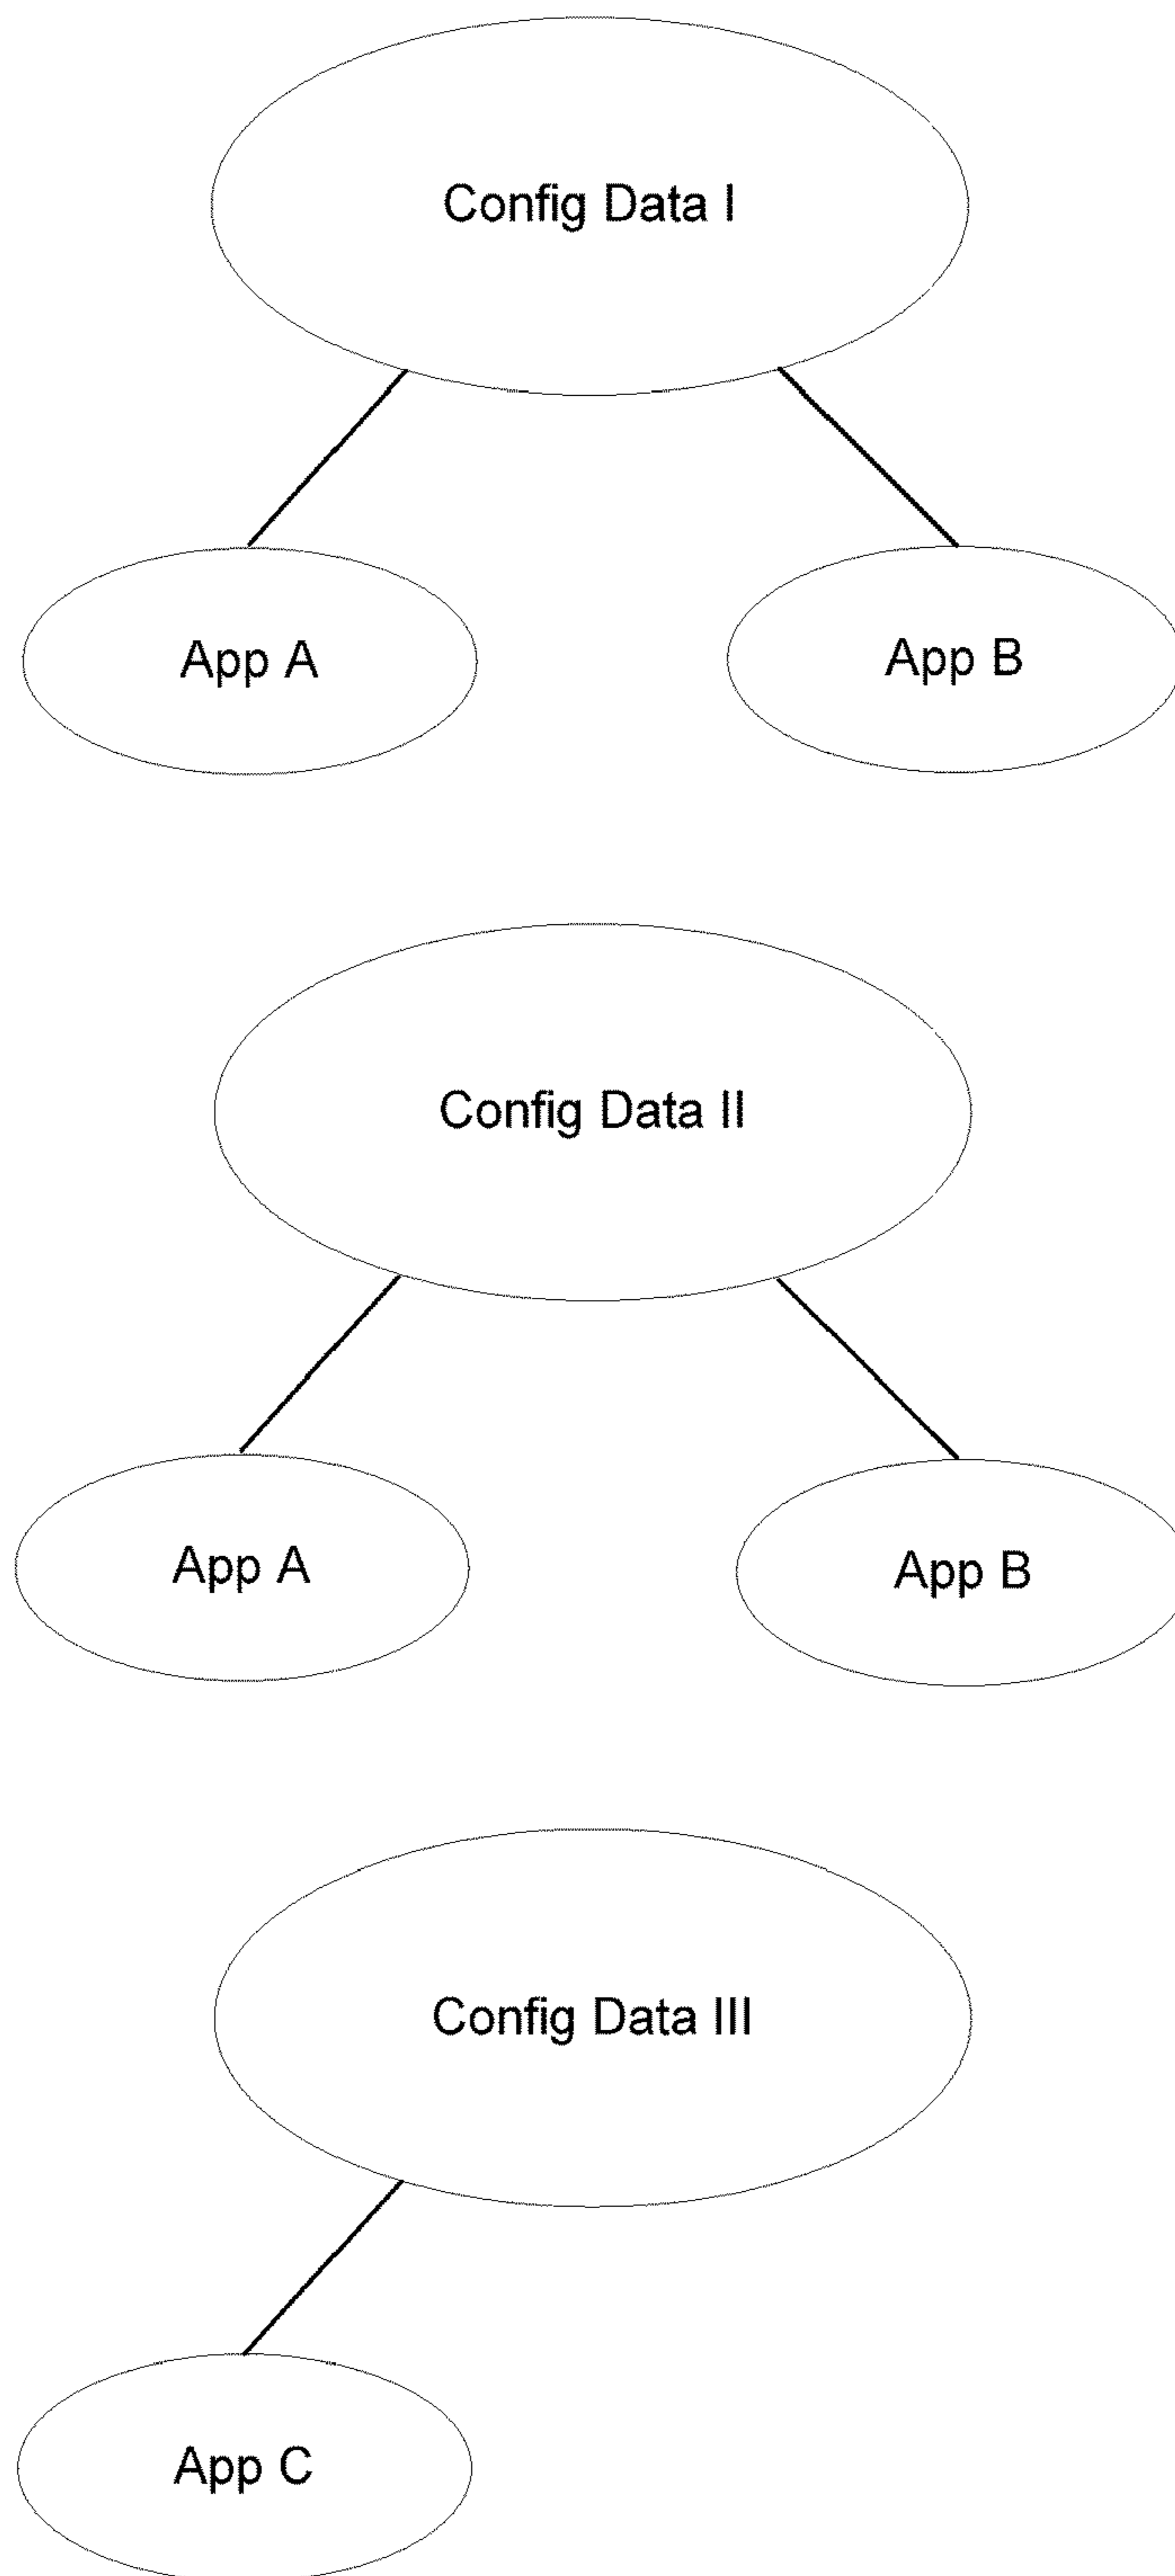 Config Data I
App A
App B
Config Data II
App A
App B
Config Data III
App C